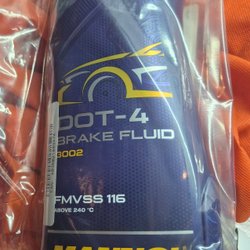 DOT-4
BRAKE FLUID
3002
FMVSS 116
ABOVE 240 °C